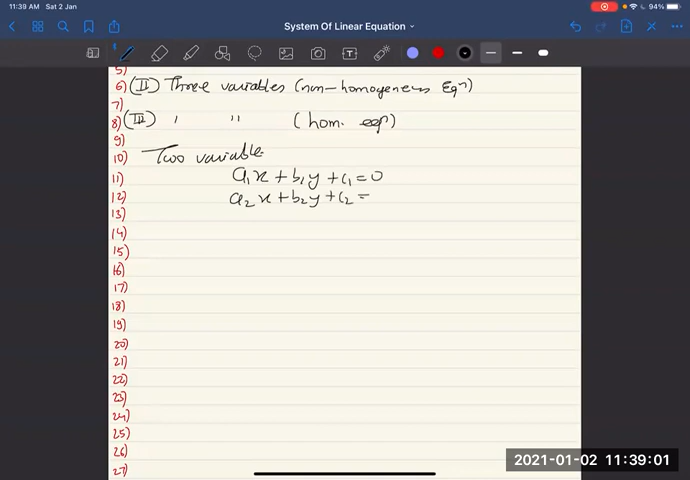 11:39 AM Sat 2 Jan
94%
System Of Linear Equation
5)
6) (II) Three variables (non-homogeneous Eqn)
7)
8) (III) " " (hom. eqn)
9)
10) Two variable
11) a₁x + b₁y + c₁ = 0
12) a₂x + b₂y + c₂ =
13)
14)
15)
16)
17)
18)
19)
20)
21)
22)
23)
24)
25)
26)
27)
2021-01-02 11:39:01